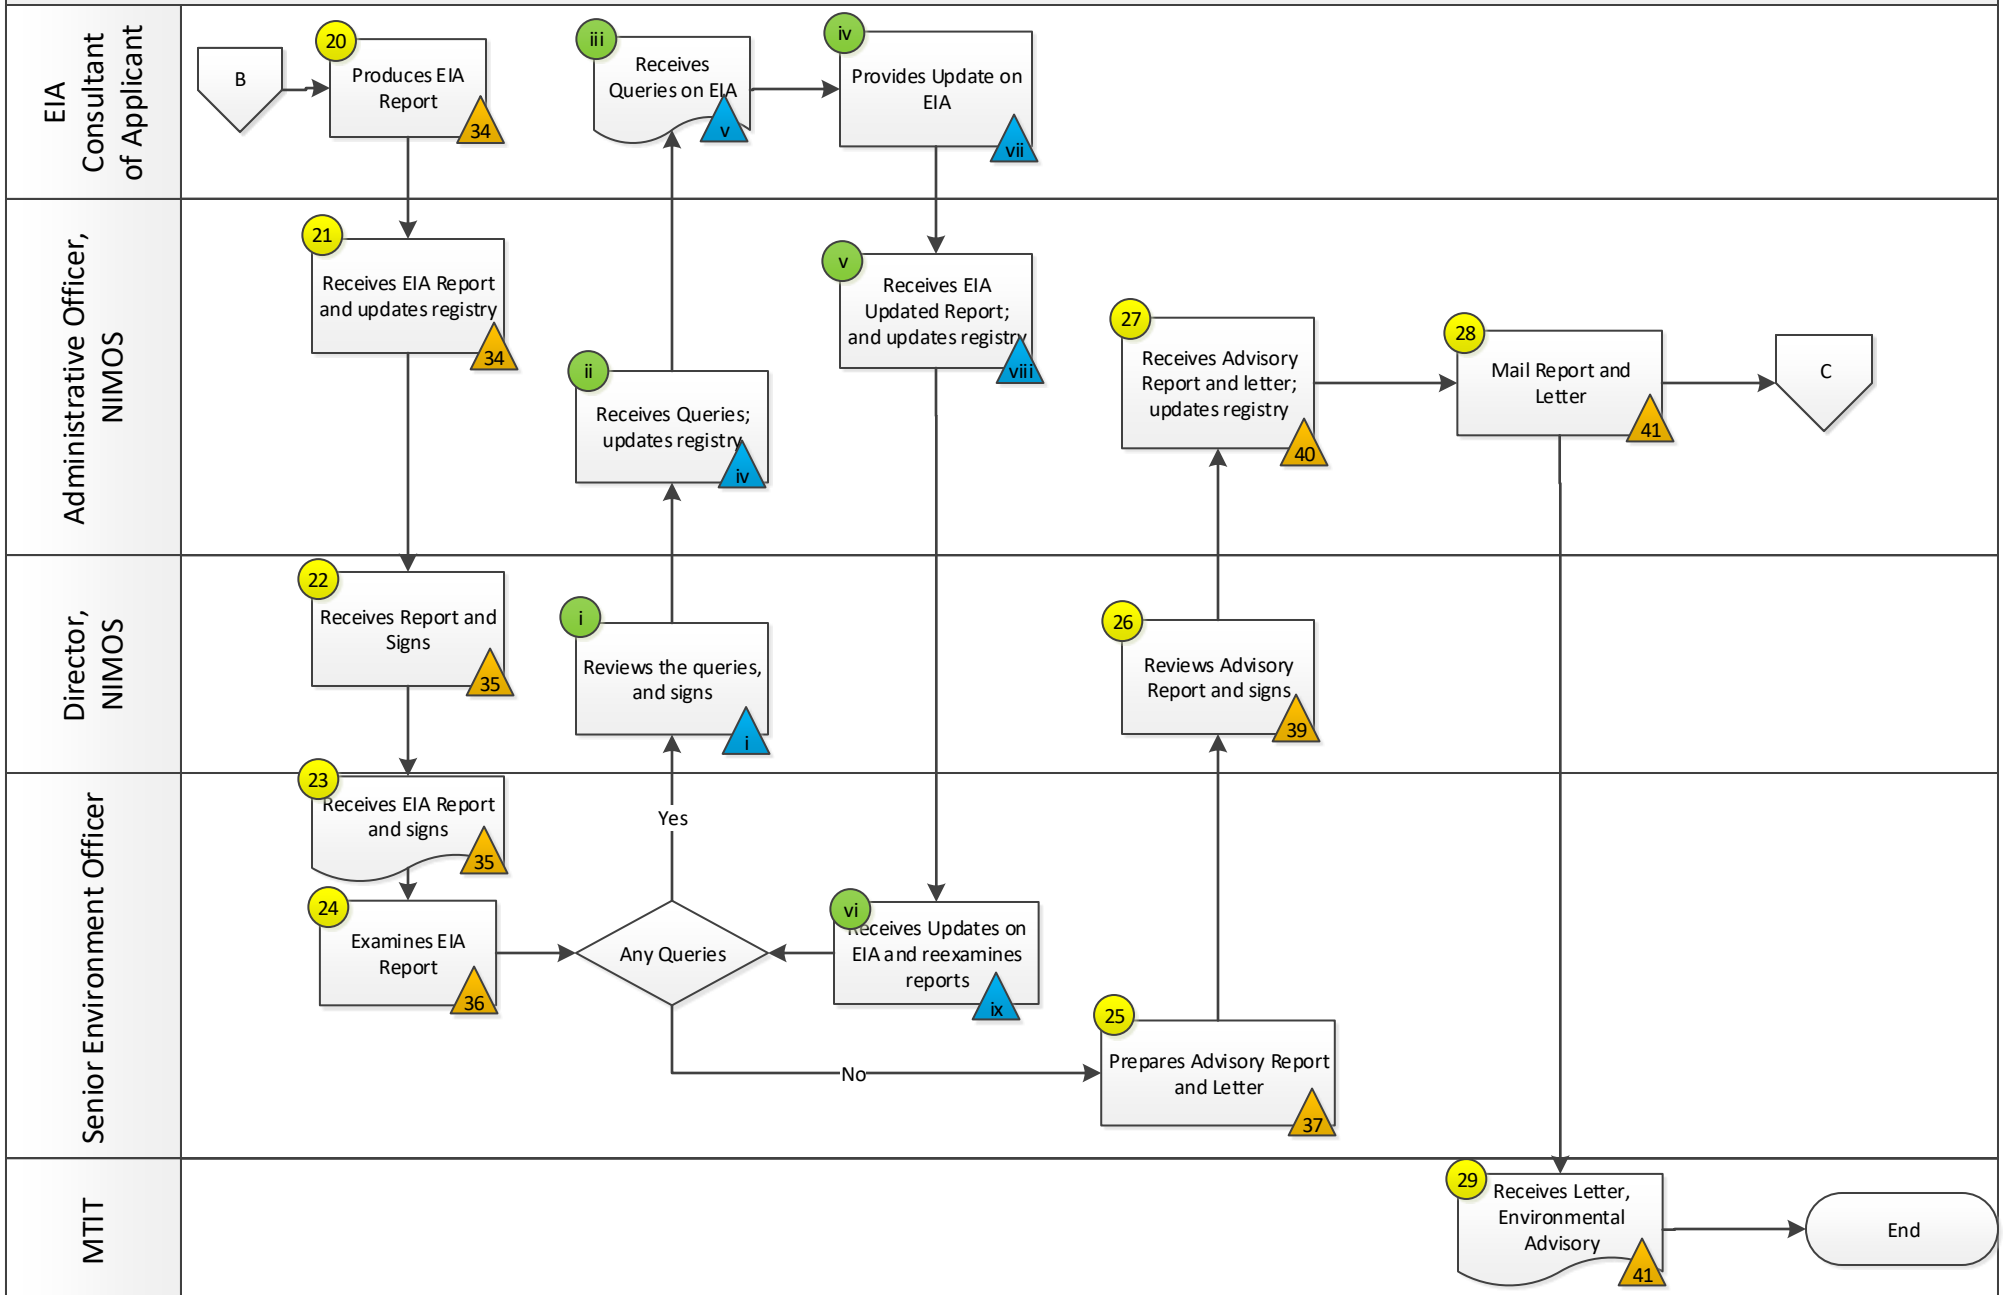 EIA
Consultant
of Applicant
B
20
Produces EIA
Report
34
iii
Receives
Queries on EIA
v
iv
Provides Update on
EIA
vii
Administrative Officer,
NIMOS
21
Receives EIA Report
and updates registry
34
ii
Receives Queries;
updates registry
iv
v
Receives EIA
Updated Report;
and updates registry
viii
27
Receives Advisory
Report and letter;
updates registry
40
28
Mail Report and
Letter
41
C
Director,
NIMOS
22
Receives Report and
Signs
35
i
Reviews the queries,
and signs
i
26
Reviews Advisory
Report and signs
39
Senior Environment Officer
23
Receives EIA Report
and signs
35
Yes
24
Examines EIA
Report
36
Any Queries
vi
Receives Updates on
EIA and reexamines
reports
ix
No
25
Prepares Advisory Report
and Letter
37
MTIT
29
Receives Letter,
Environmental
Advisory
41
End